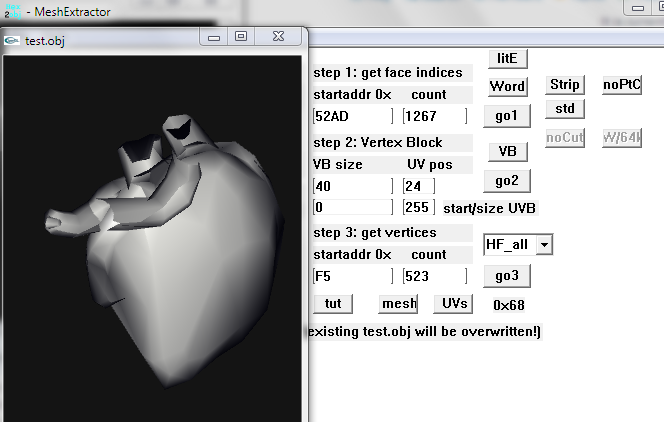 - MeshExtractor
test.obj
litE
step 1: get face indices
Word Strip noPtC
startaddr 0x count
52AD 1267 go1 std
step 2: Vertex Block
noCut W/64k
VB size UV pos VB
40 24 go2
0 255 start/size UVB
step 3: get vertices
HF_all
startaddr 0x count
F5 523 go3
tut mesh UVs 0x68
existing test.obj will be overwritten!)